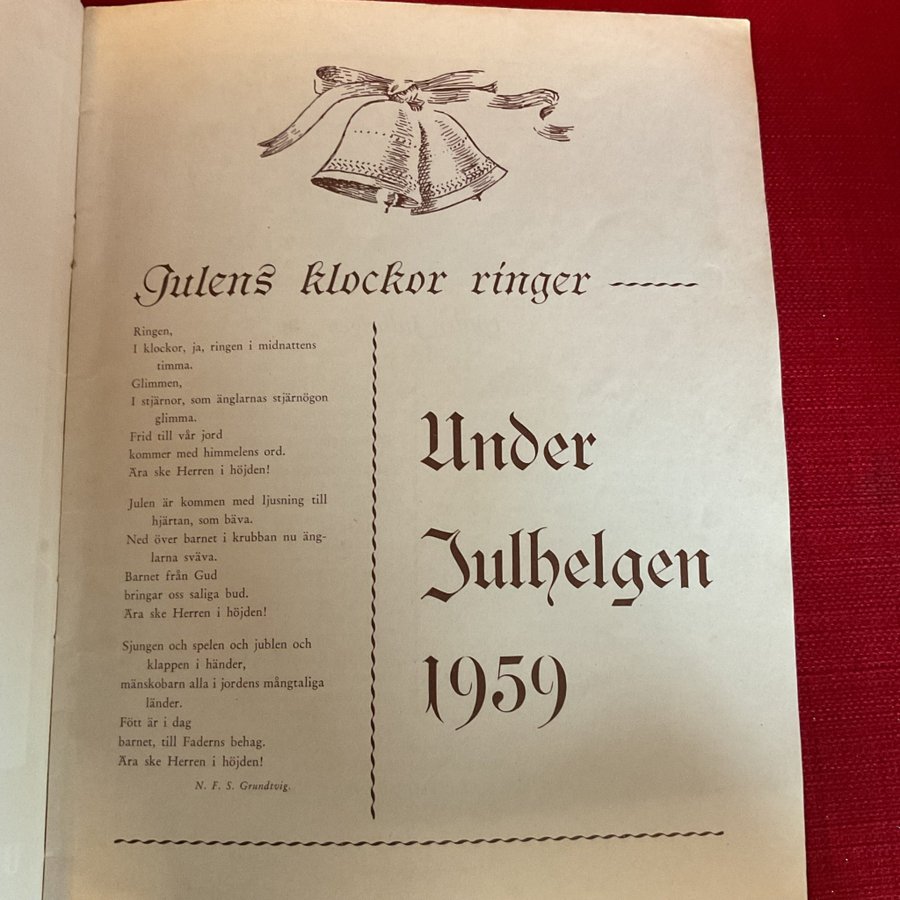 Julens klockor ringer -----
Ringen,
I klockor, ja, ringen i midnattens
timma.
Glimmen,
I stjärnor, som änglarnas stjärnögon
glimma.
Frid till vår jord
kommer med himmelens ord.
Ära ske Herren i höjden!
Julen är kommen med ljusning till
hjärtan, som bäva.
Ned över barnet i krubban nu äng-
larna sväva.
Barnet från Gud
bringar oss saliga bud.
Ära ske Herren i höjden!
Sjungen och spelen och jublen och
klappen i händer,
mänskobarn alla i jordens mångtaliga
länder.
Fött är i dag
barnet, till Faderns behag.
Ära ske Herren i höjden!
N. F. S. Grundtvig.
Under
Julhelgen
1959